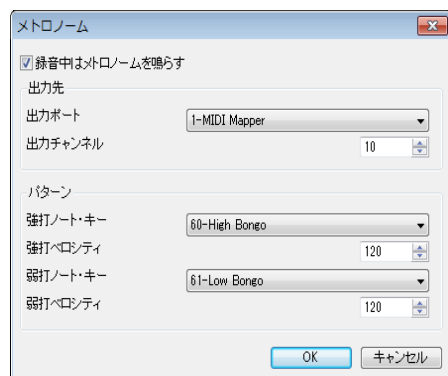 メトロノーム
録音中はメトロノームを鳴らす
出力先
出力ポート 1-MIDI Mapper
出力チャンネル 10
パターン
強打ノート・キー 60-High Bongo
強打ベロシティ 120
弱打ノート・キー 61-Low Bongo
弱打ベロシティ 120
OK キャンセル